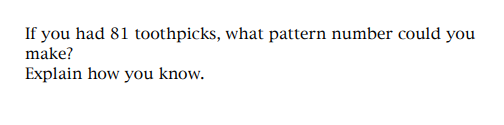 If you had 81 toothpicks, what pattern number could you
make?
Explain how you know.